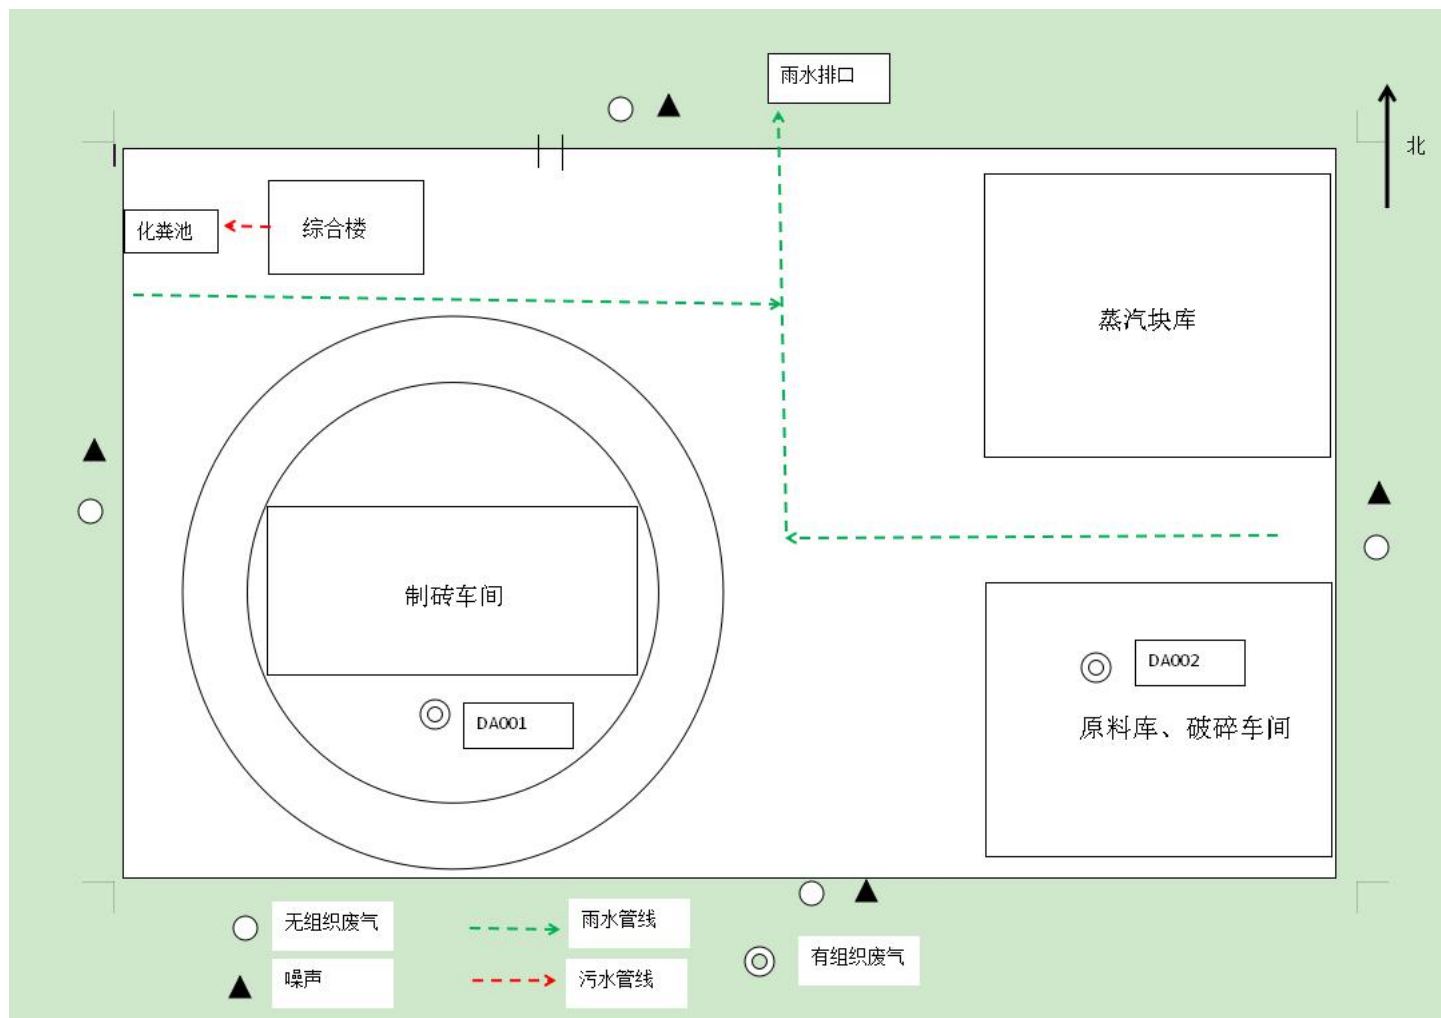 雨水排口
北
化粪池
综合楼
蒸汽块库
制砖车间
DA002
DA001
原料库、破碎车间
无组织废气
雨水管线
有组织废气
噪声
污水管线